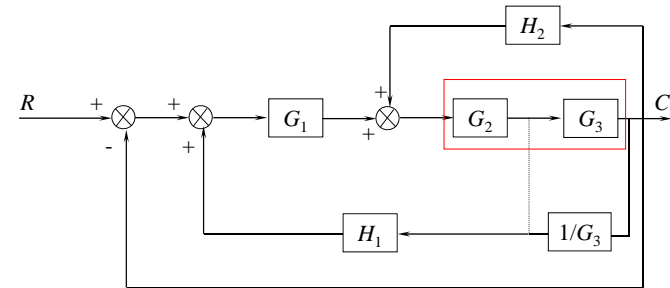 H₂
+
R + + G₁ + G₂ G₃ C
- +
H₁ 1/G₃